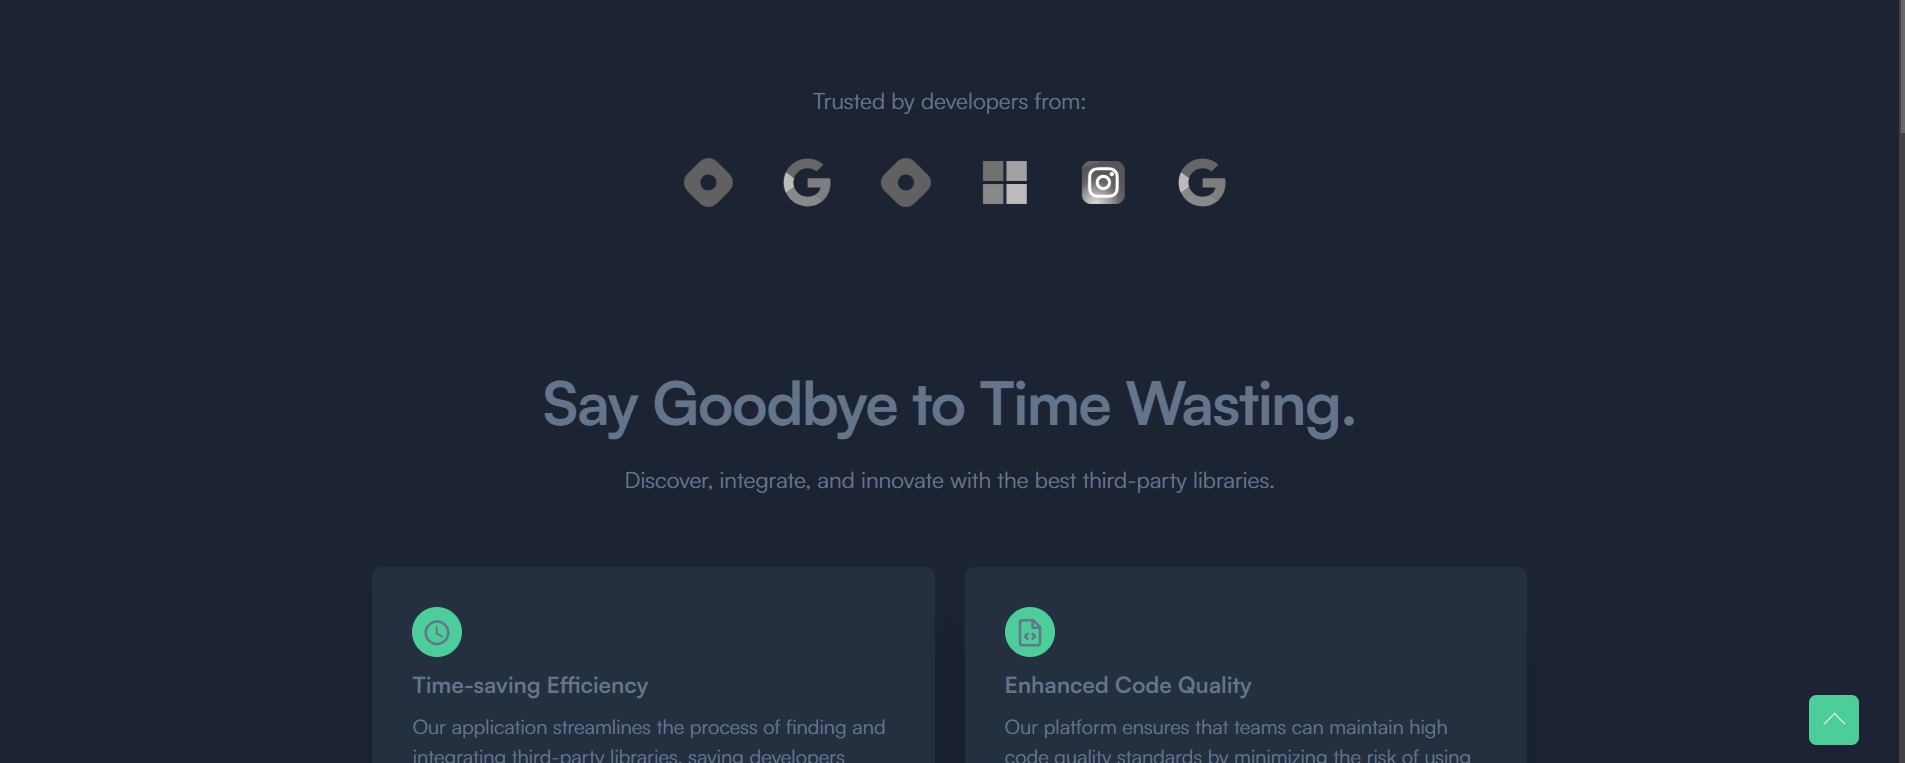 Trusted by developers from:
Say Goodbye to Time Wasting.
Discover, integrate, and innovate with the best third-party libraries.
Time-saving Efficiency
Our application streamlines the process of finding and
integrating third-party libraries, saving developers
Enhanced Code Quality
Our platform ensures that teams can maintain high
code quality standards by minimizing the risk of using